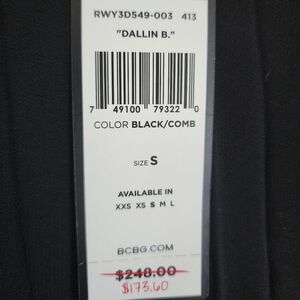 RWY3D549-003 413
"DALLIN B."
7 49100 79322 0
COLOR BLACK/COMB
SIZE S
AVAILABLE IN
XXS XS S M L
BCBG.COM
$248.00
$173.60